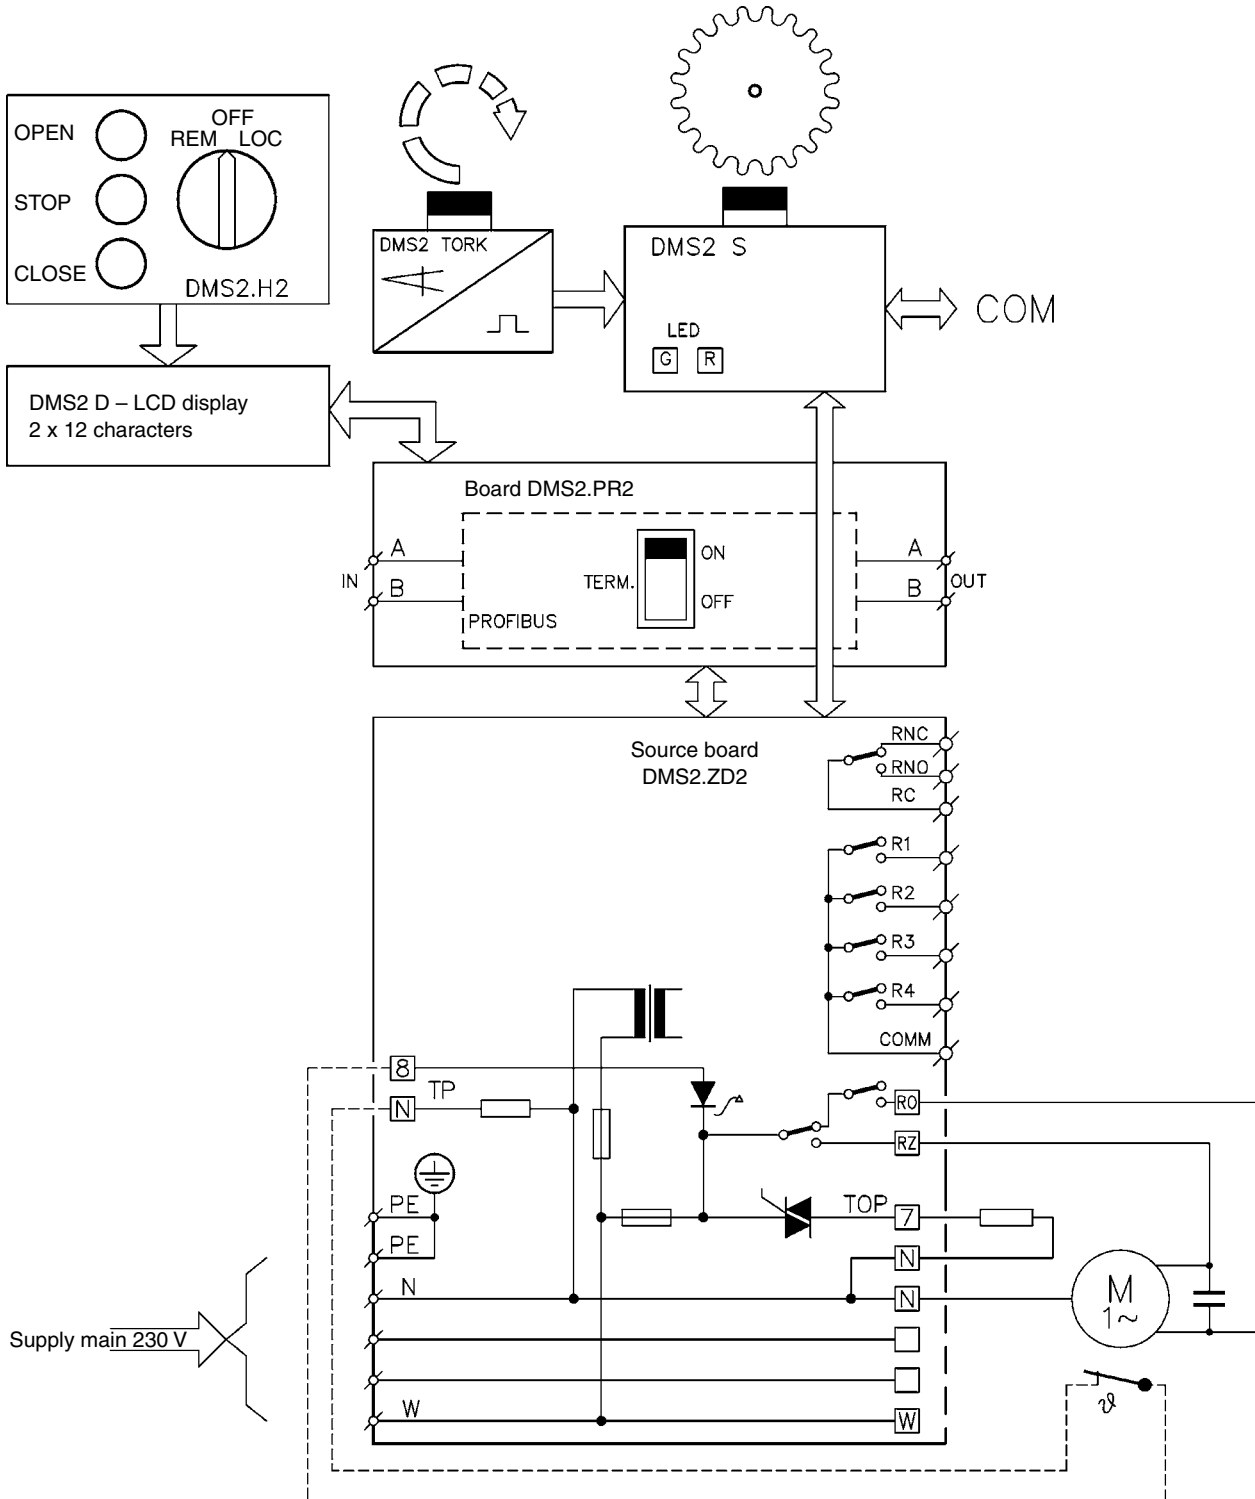 OPEN
STOP
CLOSE
OFF
REM LOC
DMS2.H2
DMS2 TORK
DMS2 S
LED
G R
COM
DMS2 D – LCD display
2 x 12 characters
Board DMS2.PR2
IN
A
B
PROFIBUS
TERM.
ON
OFF
A
B
OUT
Source board
DMS2.ZD2
RNC
RNO
RC
R1
R2
R3
R4
COMM
8
TP
N
RO
RZ
PE
PE
TOP
7
N
N
N
M
1~
Supply main 230 V
W
W
ϑ